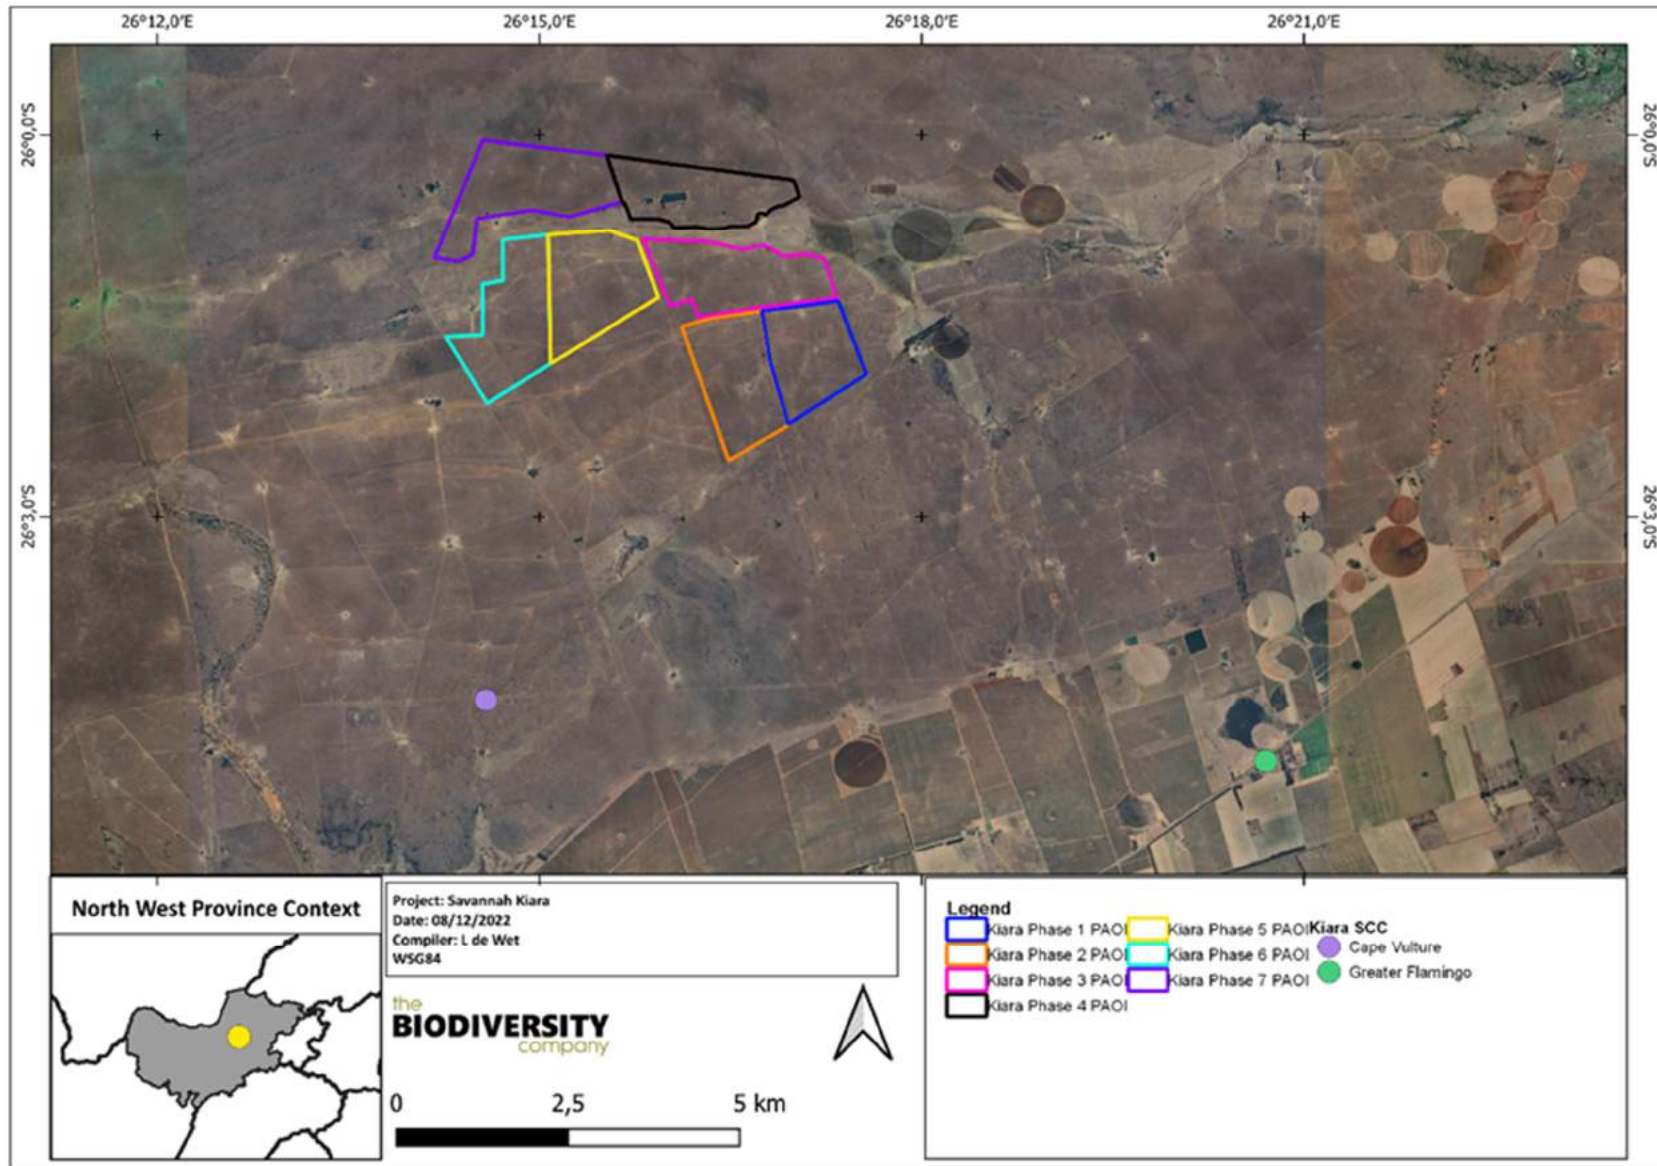 26°12,0'E 26°15,0'E 26°18,0'E 26°21,0'E
26°0,0'S
26°0,0'S
26°3,0'S
26°3,0'S
North West Province Context
Project: Savannah Kiara
Date: 08/12/2022
Compiler: L de Wet
WSG84
the
BIODIVERSITY
company
0 2,5 5 km
Legend
Kiara Phase 1 PAOI
Kiara Phase 2 PAOI
Kiara Phase 3 PAOI
Kiara Phase 4 PAOI
Kiara Phase 5 PAOI
Kiara Phase 6 PAOI
Kiara Phase 7 PAOI
Kiara SCC
Cape Vulture
Greater Flamingo